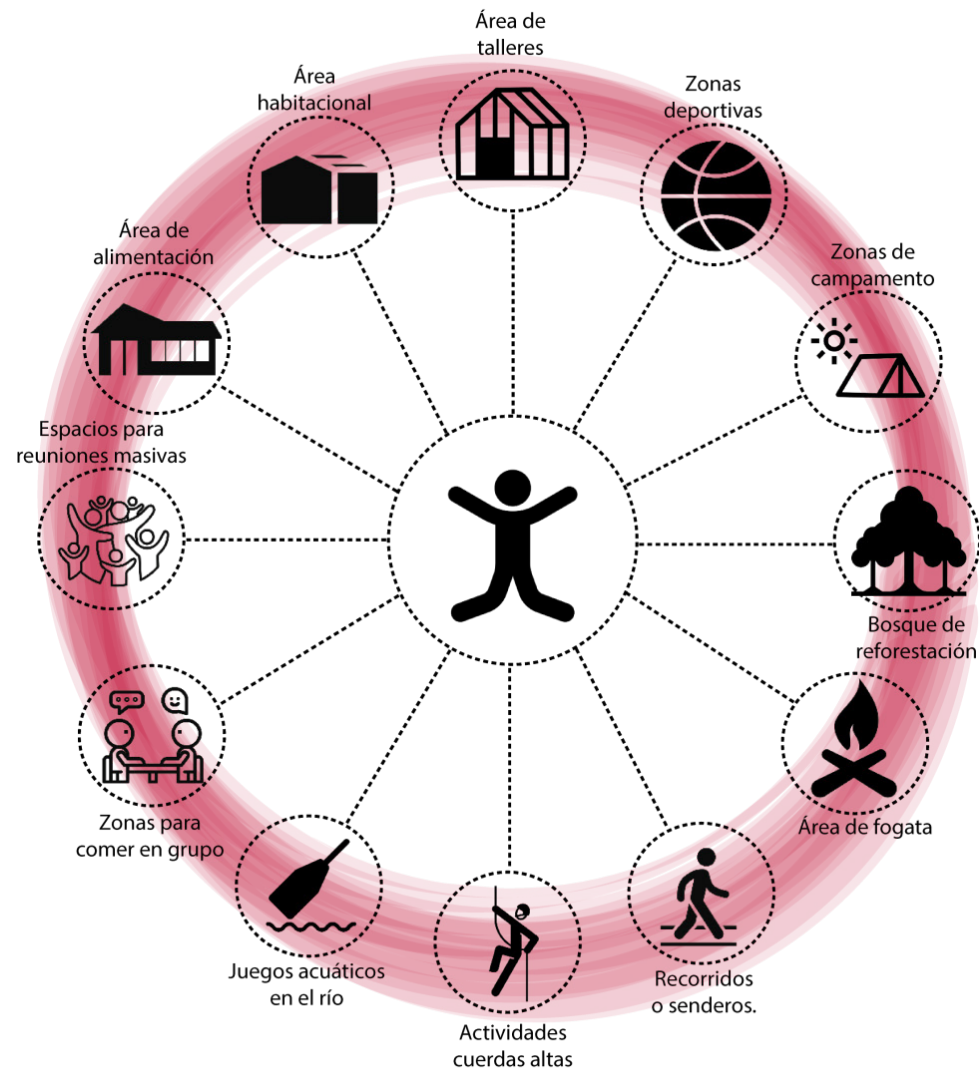 Área de
talleres
Zonas
deportivas
Zonas de
campamento
Bosque de
reforestación
Área de fogata
Recorridos
o senderos.
Actividades
cuerdas altas
Juegos acuáticos
en el río
Zonas para
comer en grupo
Espacios para
reuniones masivas
Área de
alimentación
Área
habitacional